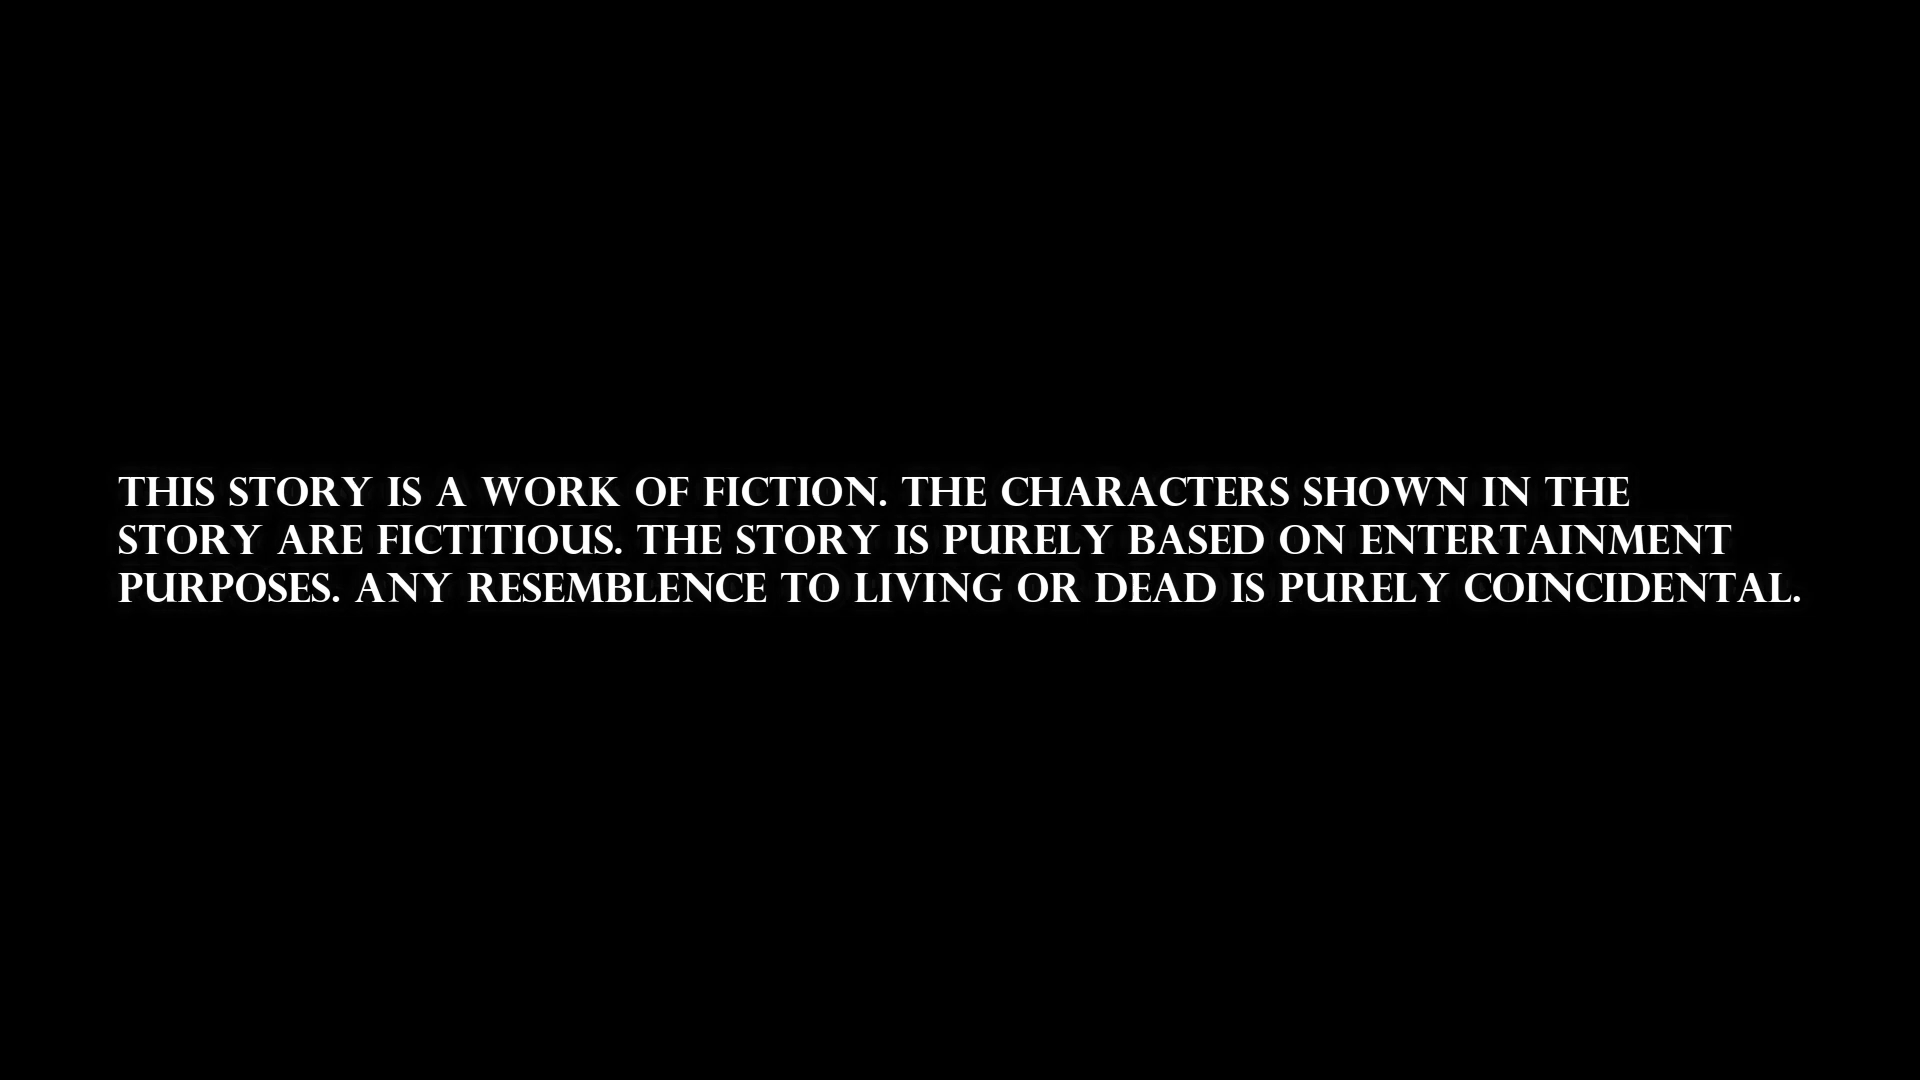 THIS STORY IS A WORK OF FICTION. THE CHARACTERS SHOWN IN THE
STORY ARE FICTITIOUS. THE STORY IS PURELY BASED ON ENTERTAINMENT
PURPOSES. ANY RESEMBLENCE TO LIVING OR DEAD IS PURELY COINCIDENTAL.